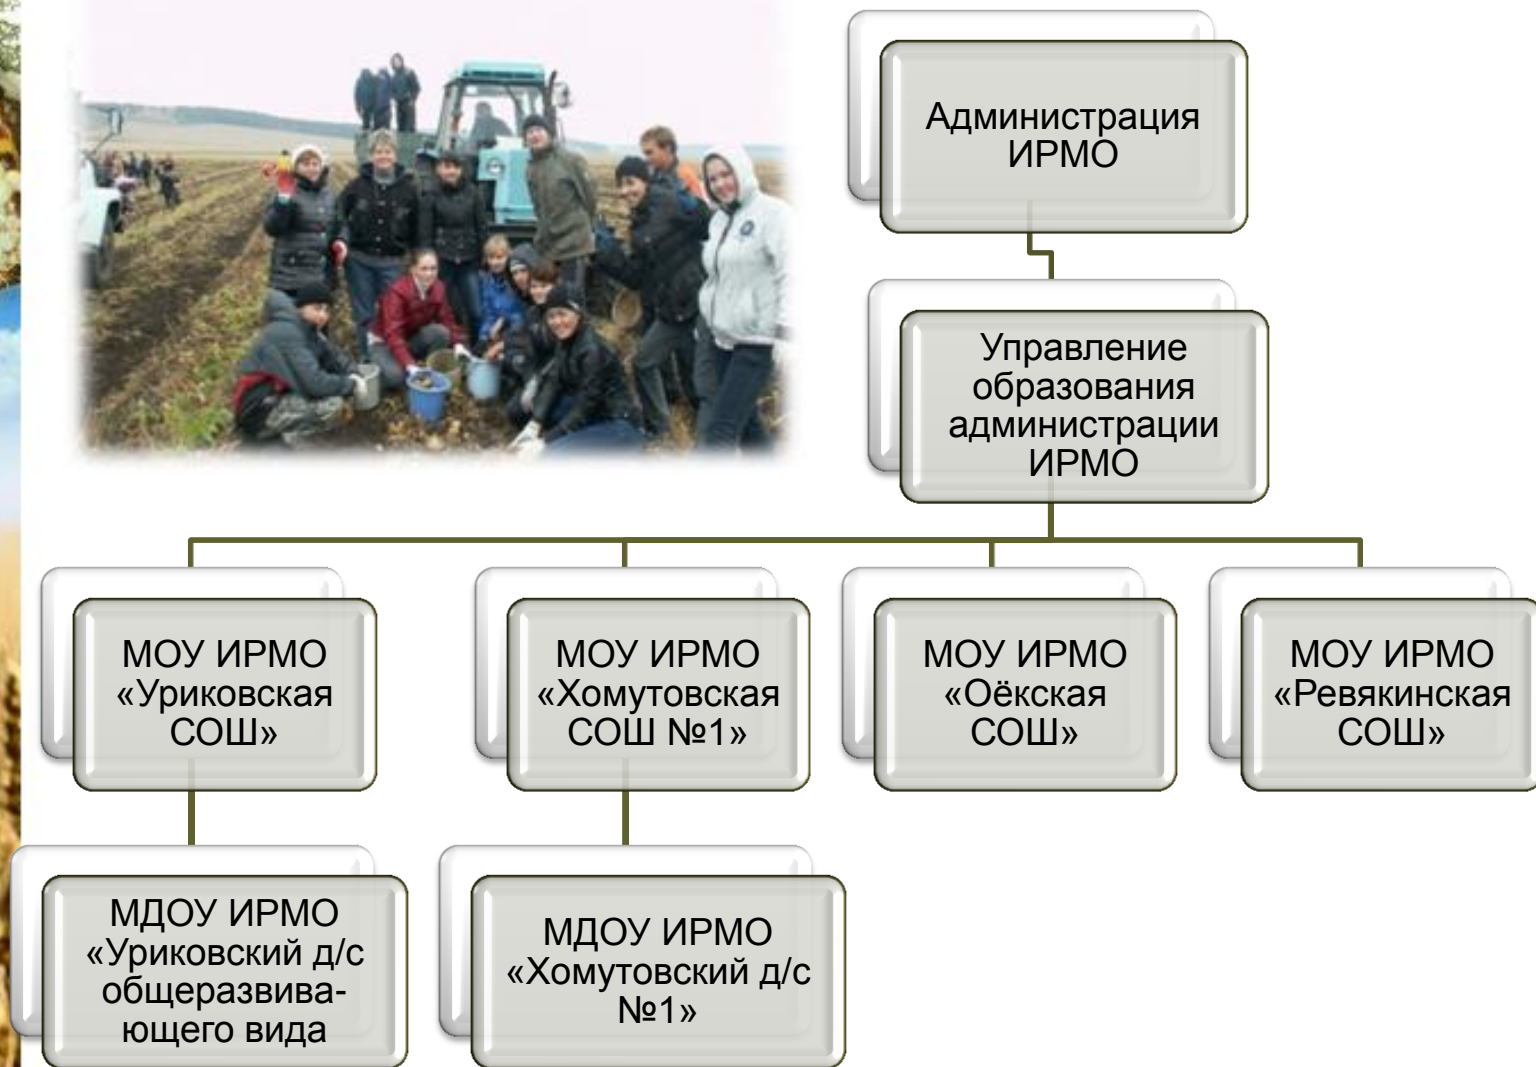 Администрация
ИРМО
Управление
образования
администрации
ИРМО
МОУ ИРМО
«Уриковская
СОШ»
МОУ ИРМО
«Хомутовская
СОШ №1»
МОУ ИРМО
«Оёкская
СОШ»
МОУ ИРМО
«Ревякинская
СОШ»
МДОУ ИРМО
«Уриковский д/с
общеразвива-
ющего вида
МДОУ ИРМО
«Хомутовский д/с
№1»